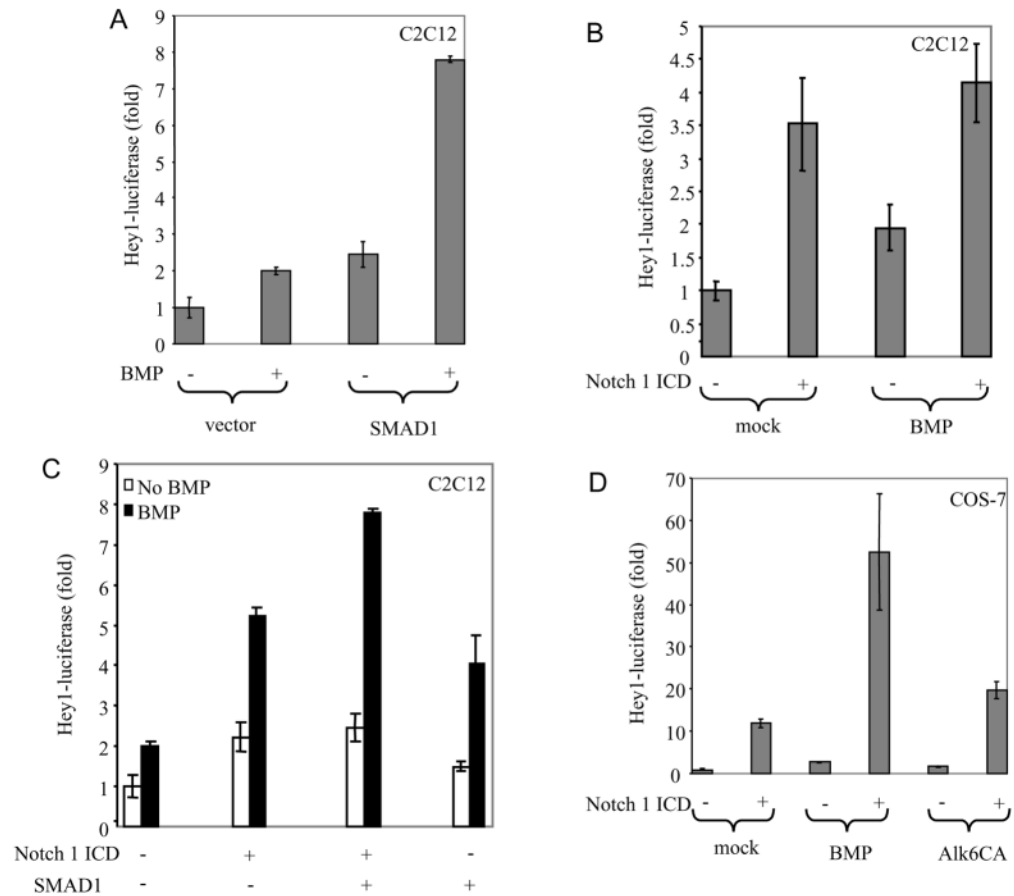 A
C2C12
Hey1-luciferase (fold)
9
8
7
6
5
4
3
2
1
0
BMP - + - +
vector SMAD1
B
C2C12
Hey1-luciferase (fold)
5
4.5
4
3.5
3
2.5
2
1.5
1
0.5
0
Notch 1 ICD - + - +
mock BMP
C
No BMP
BMP
C2C12
Hey1-luciferase (fold)
9
8
7
6
5
4
3
2
1
0
Notch 1 ICD - + + -
SMAD1 - - + +
D
COS-7
Hey1-luciferase (fold)
70
60
50
40
30
20
10
0
Notch 1 ICD - + - + - +
mock BMP Alk6CA